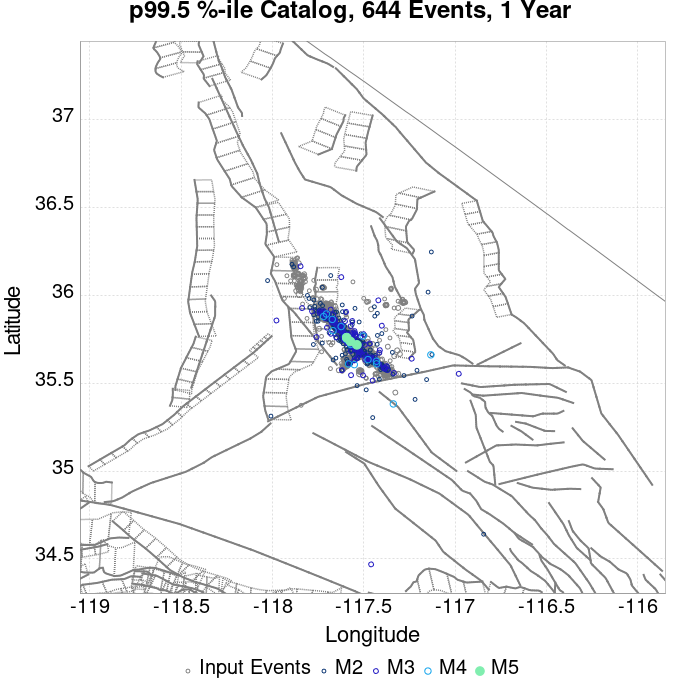 p99.5 %-ile Catalog, 644 Events, 1 Year
Latitude
37
36.5
36
35.5
35
34.5
-119 -118.5 -118 -117.5 -117 -116.5 -116
Longitude
Input Events M2 M3 M4 M5